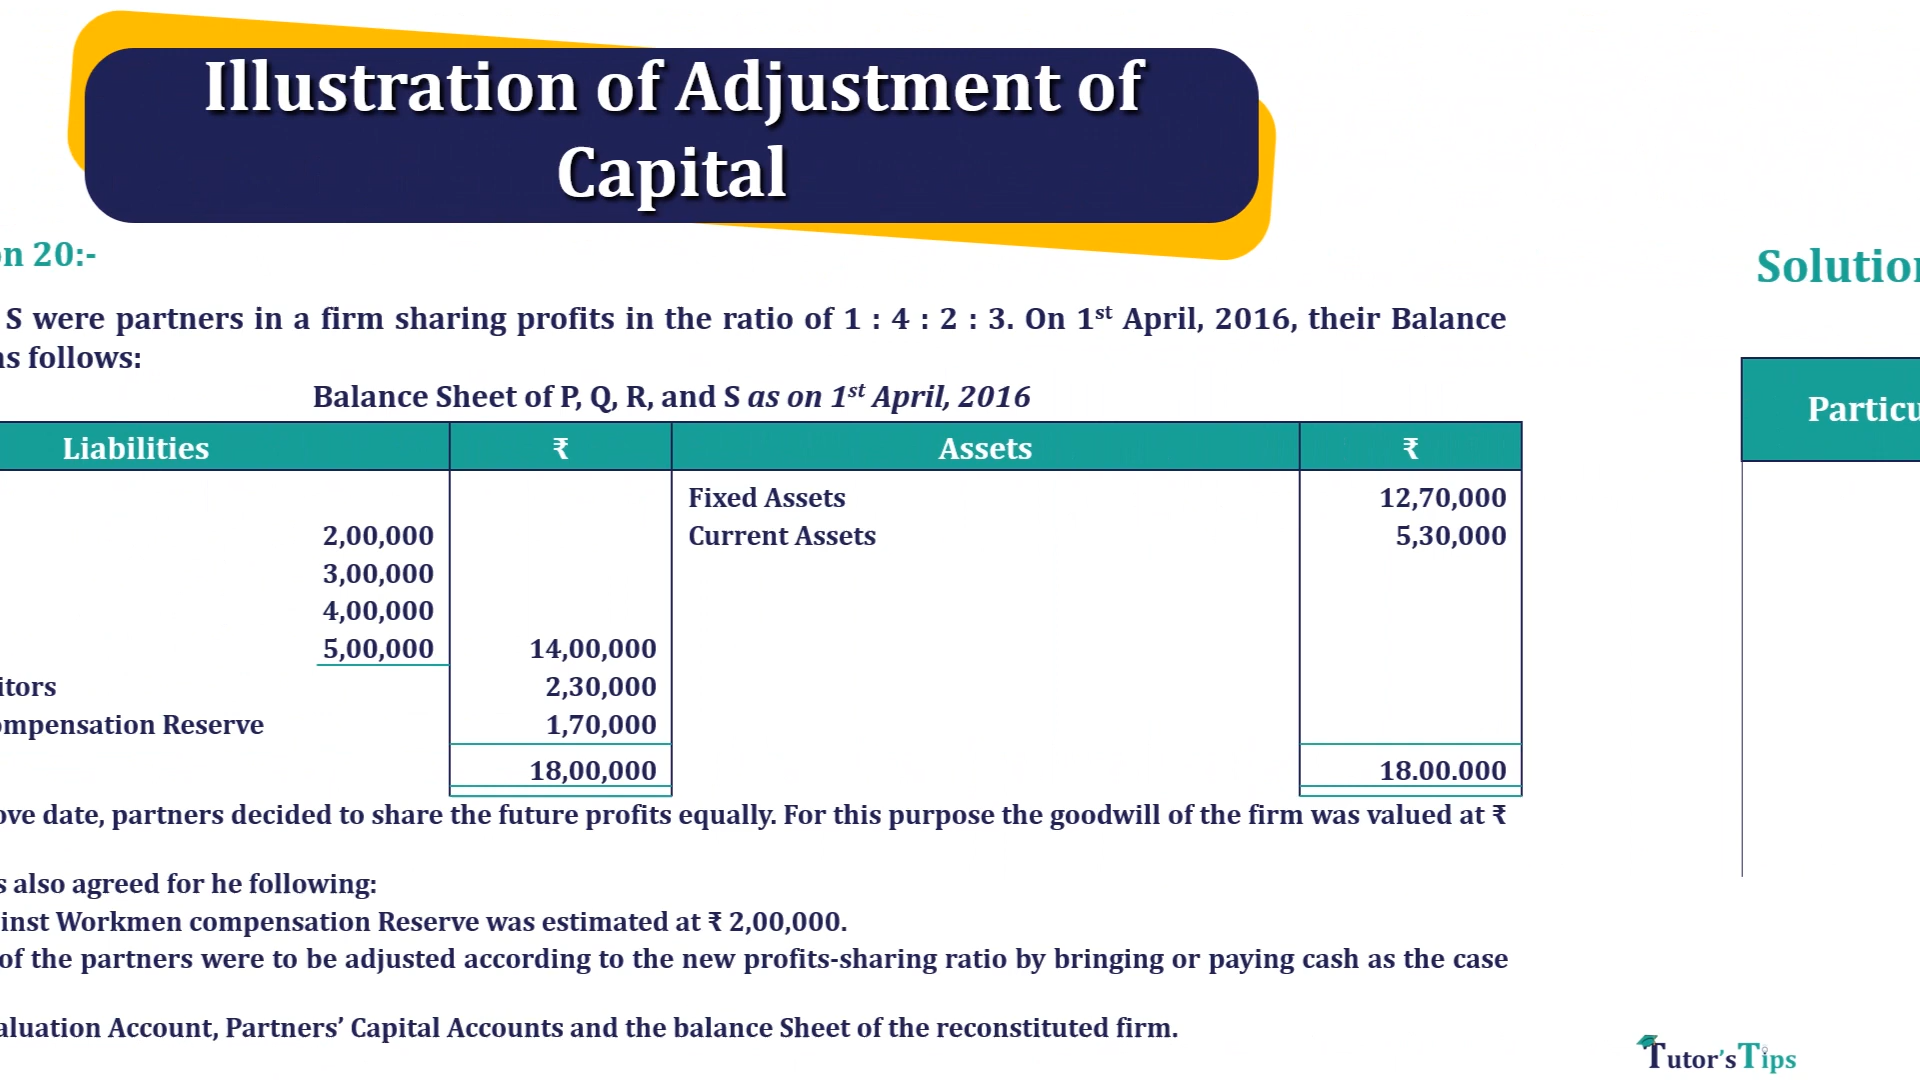 Illustration of Adjustment of
Capital
n 20:-
Solution
S were partners in a firm sharing profits in the ratio of 1 : 4 : 2 : 3. On 1st April, 2016, their Balance
as follows:
Balance Sheet of P, Q, R, and S as on 1st April, 2016
Particu
Liabilities ₹ Assets ₹
Fixed Assets 12,70,000
2,00,000 Current Assets 5,30,000
3,00,000
4,00,000
5,00,000 14,00,000
itors 2,30,000
ompensation Reserve 1,70,000
18,00,000 18.00.000
ove date, partners decided to share the future profits equally. For this purpose the goodwill of the firm was valued at ₹
s also agreed for he following:
inst Workmen compensation Reserve was estimated at ₹ 2,00,000.
of the partners were to be adjusted according to the new profits-sharing ratio by bringing or paying cash as the case
aluation Account, Partners’ Capital Accounts and the balance Sheet of the reconstituted firm.
Tutor'sTips